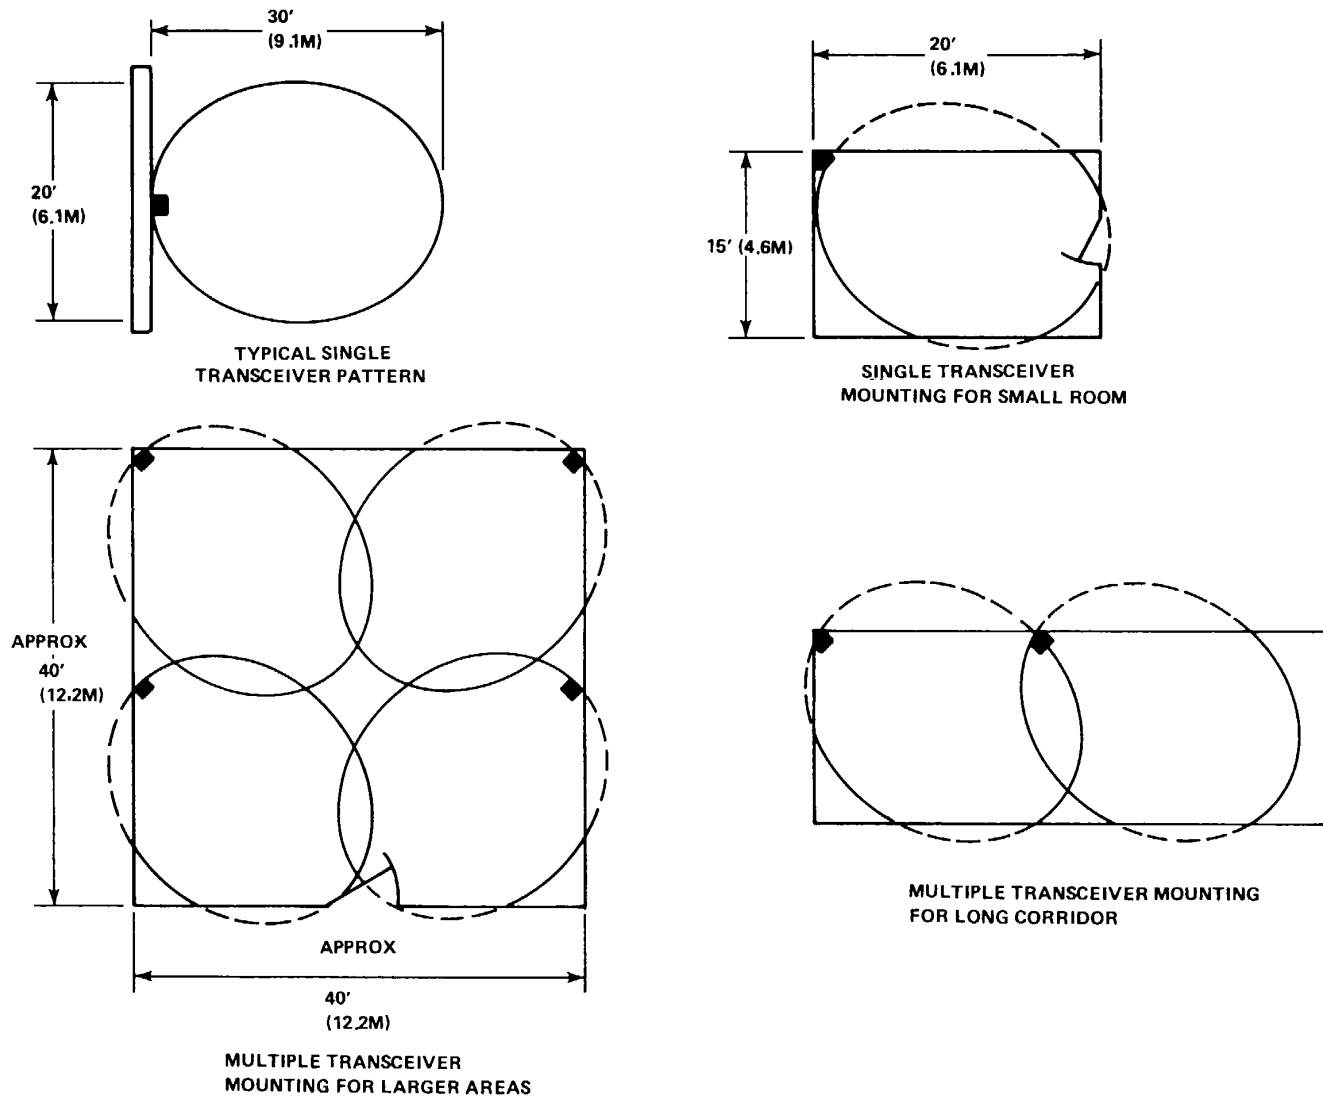 30'
(9.1M)
20'
(6.1M)
TYPICAL SINGLE
TRANSCEIVER PATTERN
20'
(6.1M)
15' (4.6M)
SINGLE TRANSCEIVER
MOUNTING FOR SMALL ROOM
APPROX
40'
(12.2M)
APPROX
40'
(12.2M)
MULTIPLE TRANSCEIVER
MOUNTING FOR LARGER AREAS
MULTIPLE TRANSCEIVER MOUNTING
FOR LONG CORRIDOR